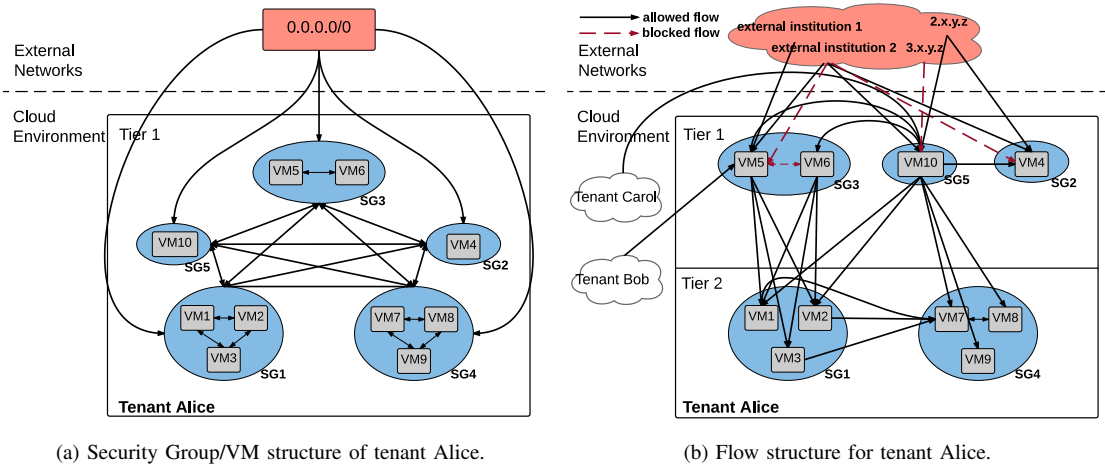 0.0.0.0/0
External
Networks
Cloud
Environment
Tier 1
VM5
VM6
SG3
VM10
SG5
VM4
SG2
VM1
VM2
VM3
SG1
VM7
VM8
VM9
SG4
Tenant Alice
(a) Security Group/VM structure of tenant Alice.
allowed flow
blocked flow
external institution 1
2.x.y.z
external institution 2
3.x.y.z
External
Networks
Cloud
Environment
Tier 1
VM5
VM6
SG3
VM10
SG5
VM4
SG2
Tenant Carol
Tenant Bob
Tier 2
VM1
VM2
VM3
SG1
VM7
VM8
VM9
SG4
Tenant Alice
(b) Flow structure for tenant Alice.